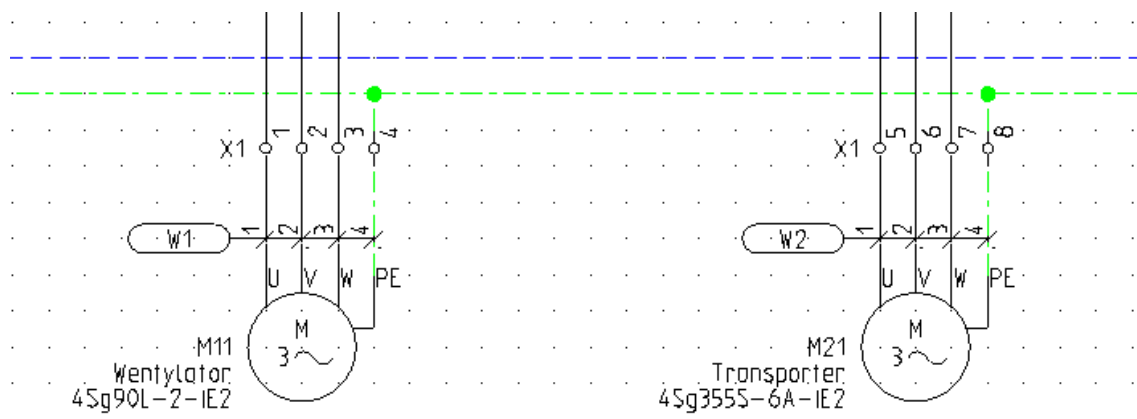 1 2 3 4
X1
W1
1 2 3 4
U V W PE
M
3
M11
Wentylator
4Sg90L-2-IE2
5 6 7 8
X1
W2
1 2 3 4
U V W PE
M
3
M21
Transporter
4Sg355S-6A-IE2